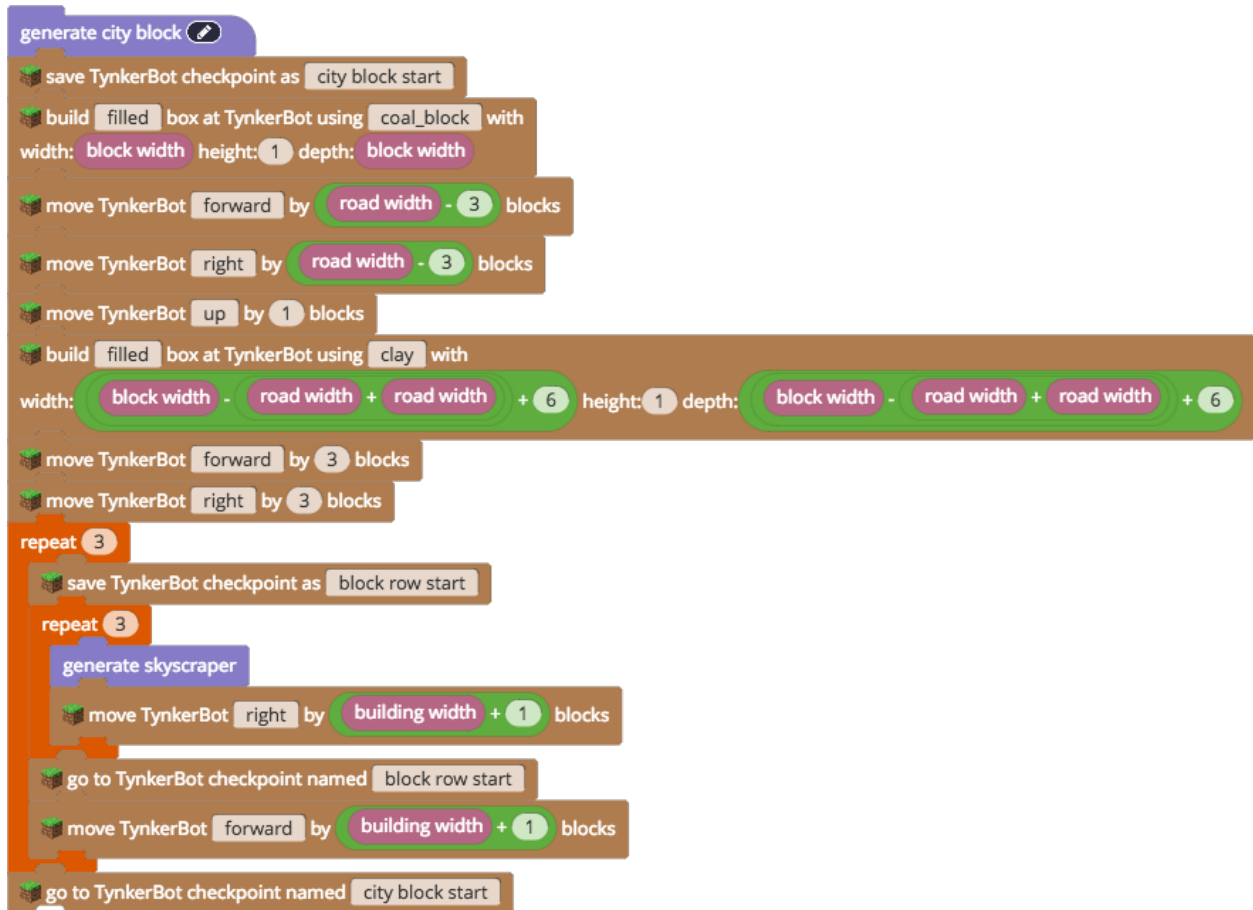 generate city block
save TynkerBot checkpoint as city block start
build filled box at TynkerBot using coal_block with
width: block width height: 1 depth: block width
move TynkerBot forward by road width - 3 blocks
move TynkerBot right by road width - 3 blocks
move TynkerBot up by 1 blocks
build filled box at TynkerBot using clay with
width: block width - road width + road width + 6 height: 1 depth: block width - road width + road width + 6
move TynkerBot forward by 3 blocks
move TynkerBot right by 3 blocks
repeat 3
save TynkerBot checkpoint as block row start
repeat 3
generate skyscraper
move TynkerBot right by building width + 1 blocks
go to TynkerBot checkpoint named block row start
move TynkerBot forward by building width + 1 blocks
go to TynkerBot checkpoint named city block start